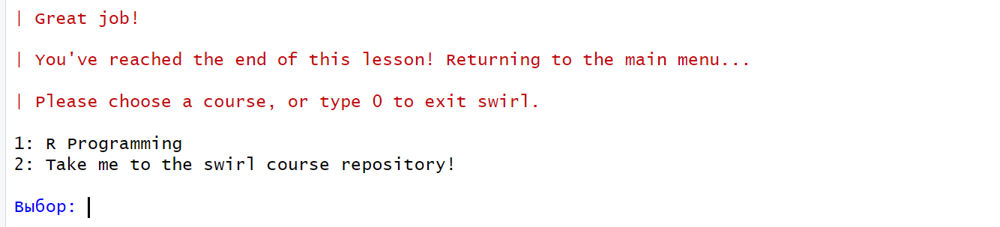 | Great job!
| You've reached the end of this lesson! Returning to the main menu...
| Please choose a course, or type 0 to exit swirl.
1: R Programming
2: Take me to the swirl course repository!
Выбор: